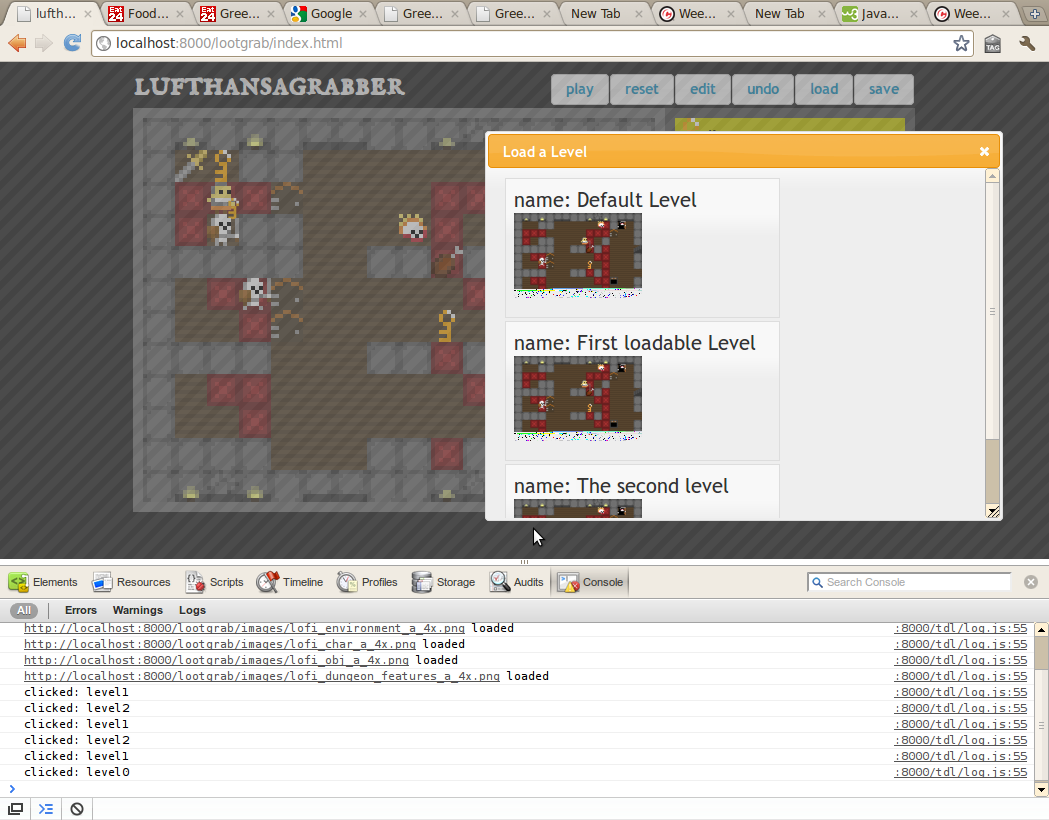 lufth...
Food...
Gree...
Google
Gree...
Gree...
New Tab
Wee...
New Tab
Java...
Wee...
localhost:8000/lootgrab/index.html
TAG
LUFTHANSAGRABBER
play reset edit undo load save
Load a Level
name: Default Level
name: First loadable Level
name: The second level
Elements Resources Scripts Timeline Profiles Storage Audits Console
Search Console
All Errors Warnings Logs
http://localhost:8000/lootgrab/images/lofi_environment_a_4x.png loaded :8000/tdl/log.js:55
http://localhost:8000/lootgrab/images/lofi_char_a_4x.png loaded :8000/tdl/log.js:55
http://localhost:8000/lootgrab/images/lofi_obj_a_4x.png loaded :8000/tdl/log.js:55
http://localhost:8000/lootgrab/images/lofi_dungeon_features_a_4x.png loaded :8000/tdl/log.js:55
clicked: level1 :8000/tdl/log.js:55
clicked: level2 :8000/tdl/log.js:55
clicked: level1 :8000/tdl/log.js:55
clicked: level2 :8000/tdl/log.js:55
clicked: level1 :8000/tdl/log.js:55
clicked: level0 :8000/tdl/log.js:55